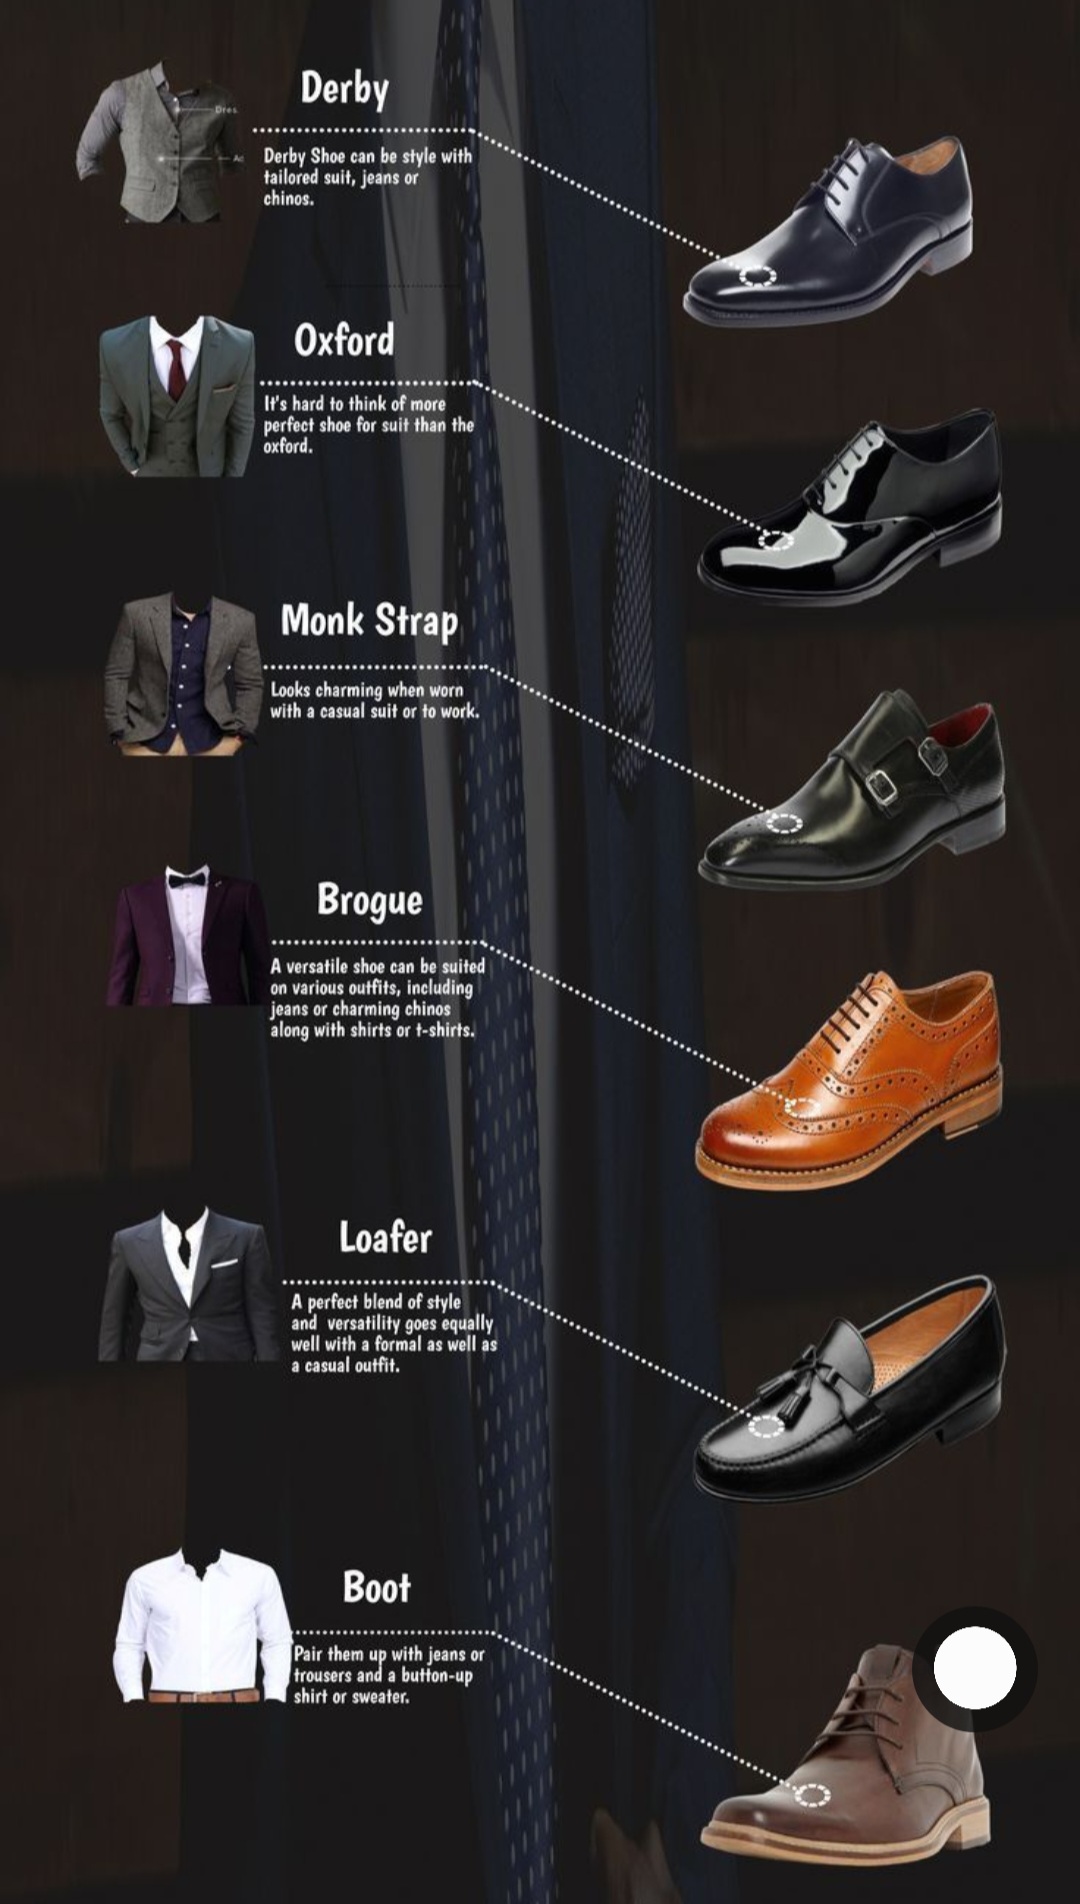 Derby
Dres
Ac
Derby Shoe can be style with
tailored suit, jeans or
chinos.
Oxford
It's hard to think of more
perfect shoe for suit than the
oxford.
Monk Strap
Looks charming when worn
with a casual suit or to work.
Brogue
A versatile shoe can be suited
on various outfits, including
jeans or charming chinos
along with shirts or t-shirts.
Loafer
A perfect blend of style
and versatility goes equally
well with a formal as well as
a casual outfit.
Boot
Pair them up with jeans or
trousers and a button-up
shirt or sweater.